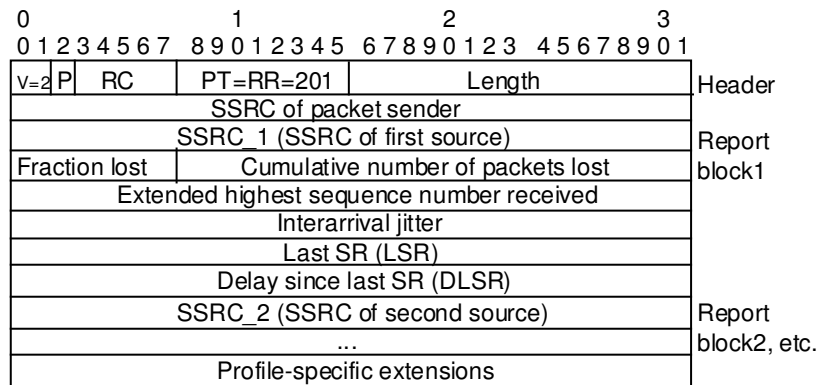 0 1 2 3
0 1 2 3 4 5 6 7 8 9 0 1 2 3 4 5 6 7 8 9 0 1 2 3 4 5 6 7 8 9 0 1
V=2 P RC PT=RR=201 Length Header
SSRC of packet sender
SSRC_1 (SSRC of first source) Report
Fraction lost Cumulative number of packets lost block1
Extended highest sequence number received
Interarrival jitter
Last SR (LSR)
Delay since last SR (DLSR)
SSRC_2 (SSRC of second source) Report
... block2, etc.
Profile-specific extensions